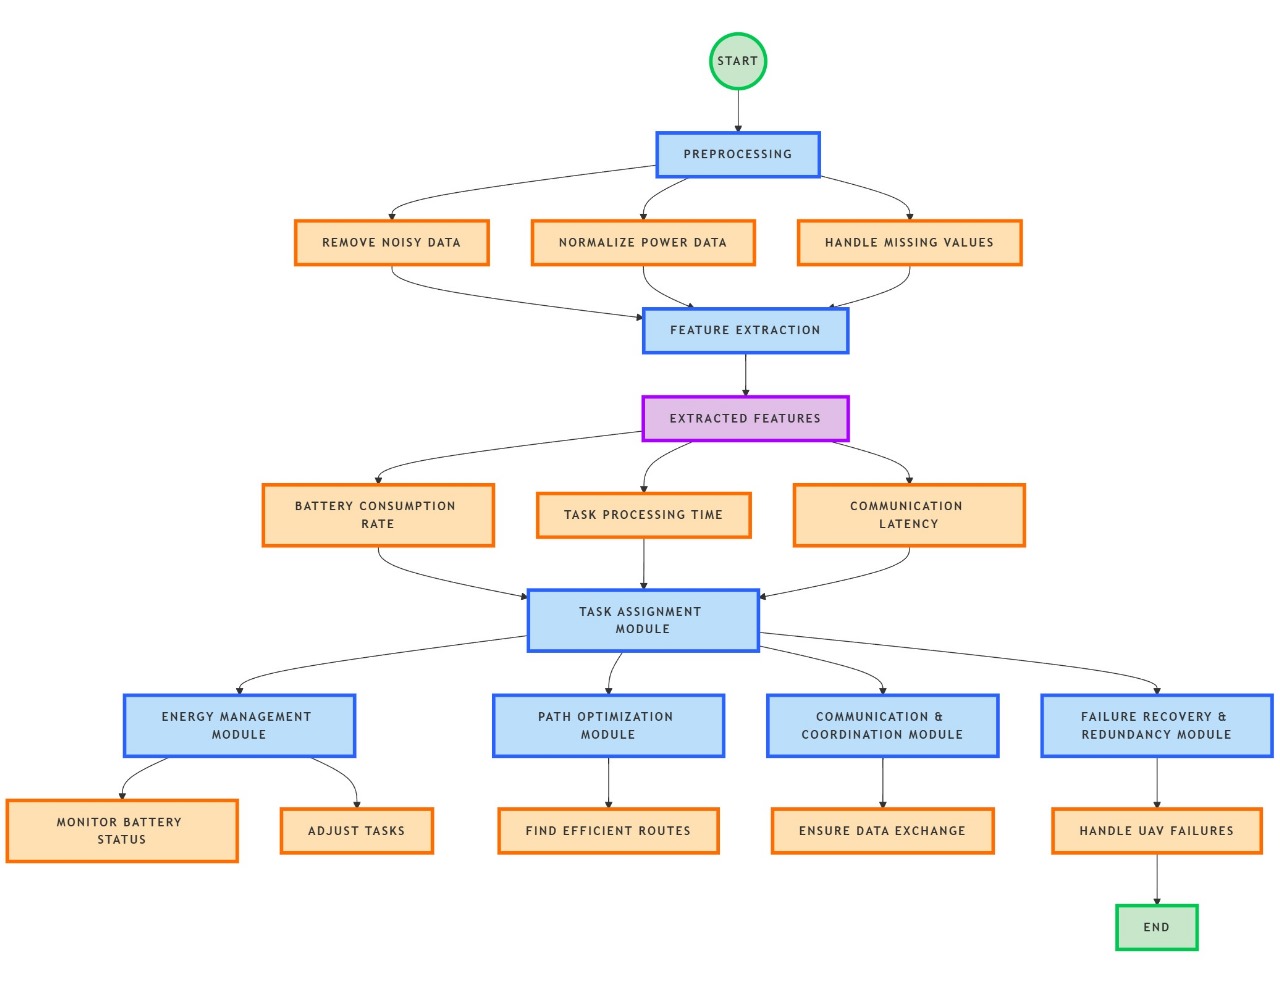 START
PREPROCESSING
REMOVE NOISY DATA
NORMALIZE POWER DATA
HANDLE MISSING VALUES
FEATURE EXTRACTION
EXTRACTED FEATURES
BATTERY CONSUMPTION
RATE
TASK PROCESSING TIME
COMMUNICATION
LATENCY
TASK ASSIGNMENT
MODULE
ENERGY MANAGEMENT
MODULE
PATH OPTIMIZATION
MODULE
COMMUNICATION &
COORDINATION MODULE
FAILURE RECOVERY &
REDUNDANCY MODULE
MONITOR BATTERY
STATUS
ADJUST TASKS
FIND EFFICIENT ROUTES
ENSURE DATA EXCHANGE
HANDLE UAV FAILURES
END